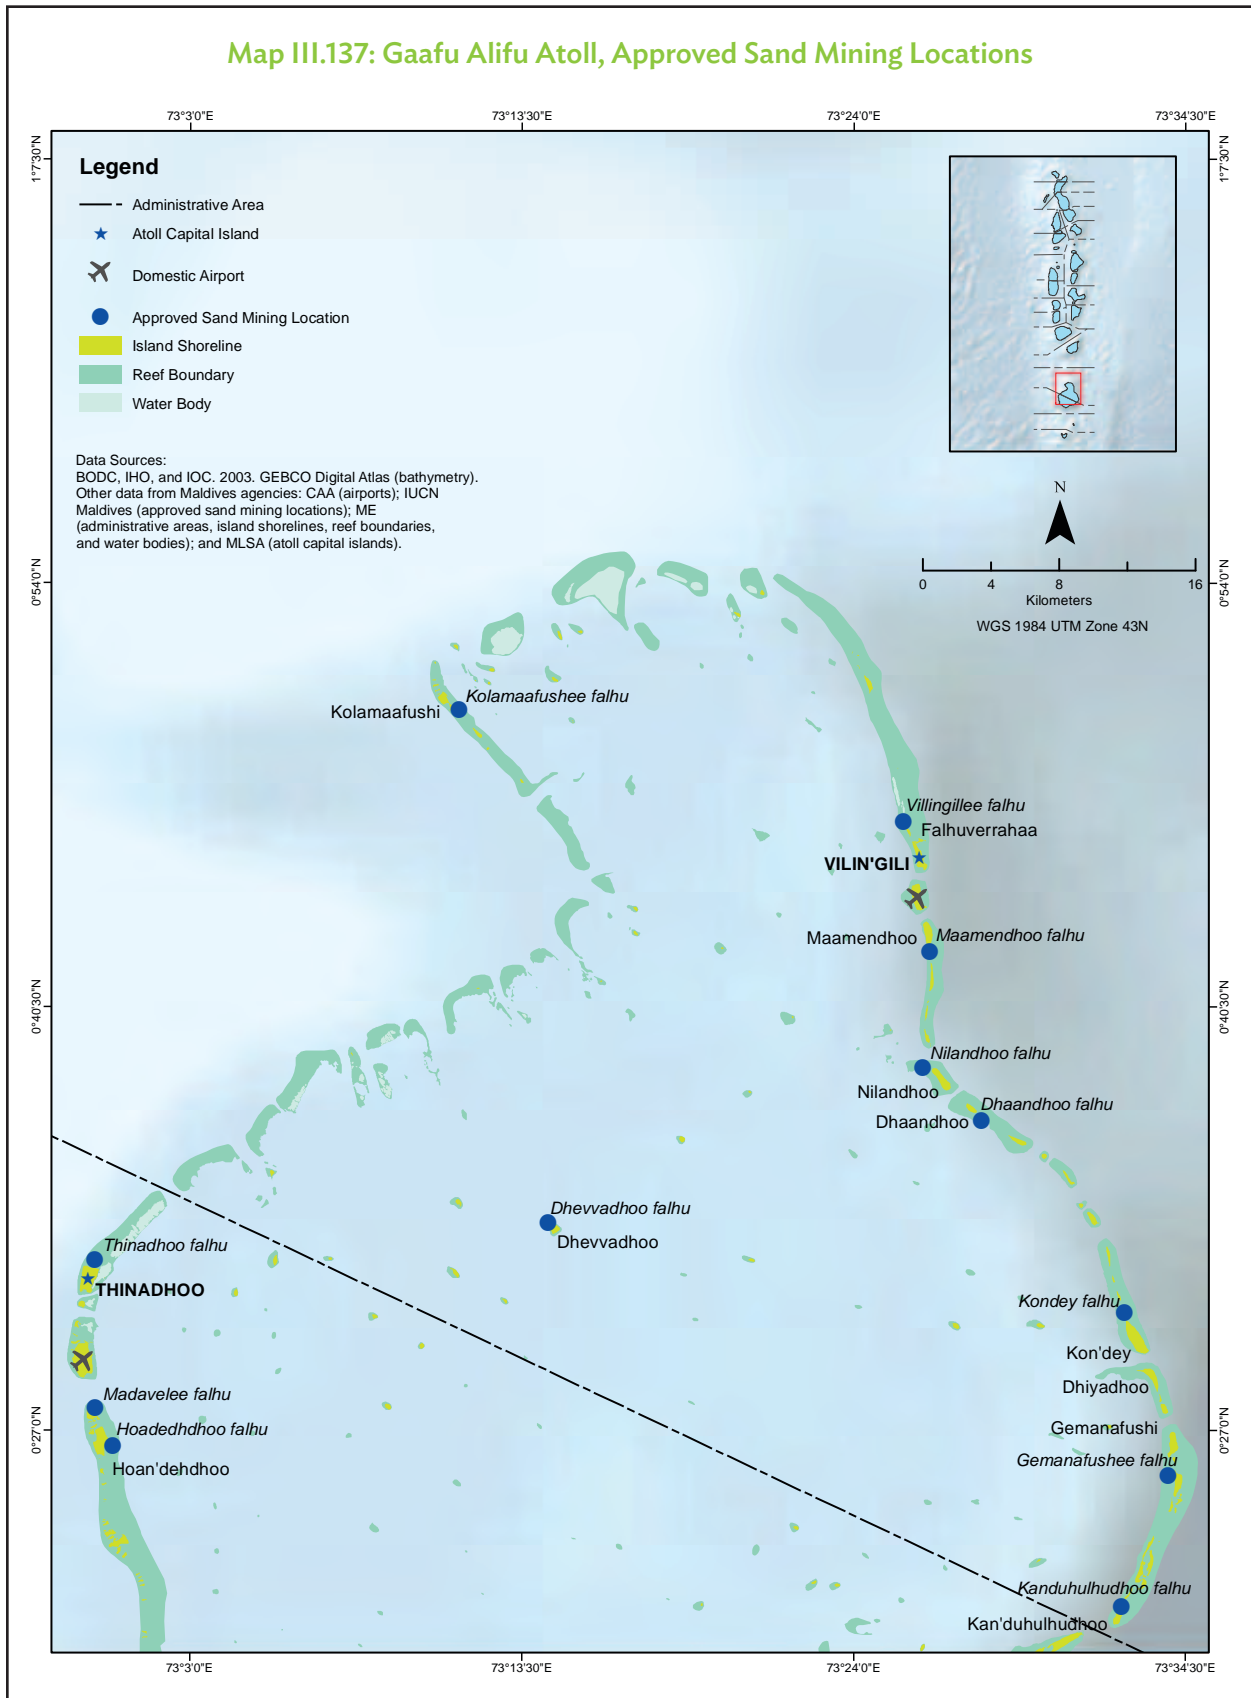 Map III.137: Gaafu Alifu Atoll, Approved Sand Mining Locations
73°3'0"E
73°13'30"E
73°24'0"E
73°34'30"E
1°7'30"N
1°7'30"N
Legend
Administrative Area
Atoll Capital Island
Domestic Airport
Approved Sand Mining Location
Island Shoreline
Reef Boundary
Water Body
Data Sources:
BODC, IHO, and IOC. 2003. GEBCO Digital Atlas (bathymetry).
Other data from Maldives agencies: CAA (airports); IUCN
Maldives (approved sand mining locations); ME
(administrative areas, island shorelines, reef boundaries,
and water bodies); and MLSA (atoll capital islands).
N
0 4 8 16
Kilometers
WGS 1984 UTM Zone 43N
0°54'0"N
0°54'0"N
Kolamaafushee falhu
Kolamaafushi
Villingillee falhu
Falhuverrahaa
VILIN'GILI
Maamendhoo falhu
Maamendhoo
0°40'30"N
0°40'30"N
Nilandhoo falhu
Nilandhoo
Dhaandhoo falhu
Dhaandhoo
Dhevvadhoo falhu
Dhevvadhoo
Thinadhoo falhu
THINADHOO
Kondey falhu
Kon'dey
Dhiyadhoo
Madavelee falhu
Hoadedhdhoo falhu
Hoan'dehdhoo
Gemanafushi
Gemanafushee falhu
0°27'0"N
0°27'0"N
Kanduhulhudhoo falhu
Kan'duhulhudhoo
73°3'0"E
73°13'30"E
73°24'0"E
73°34'30"E